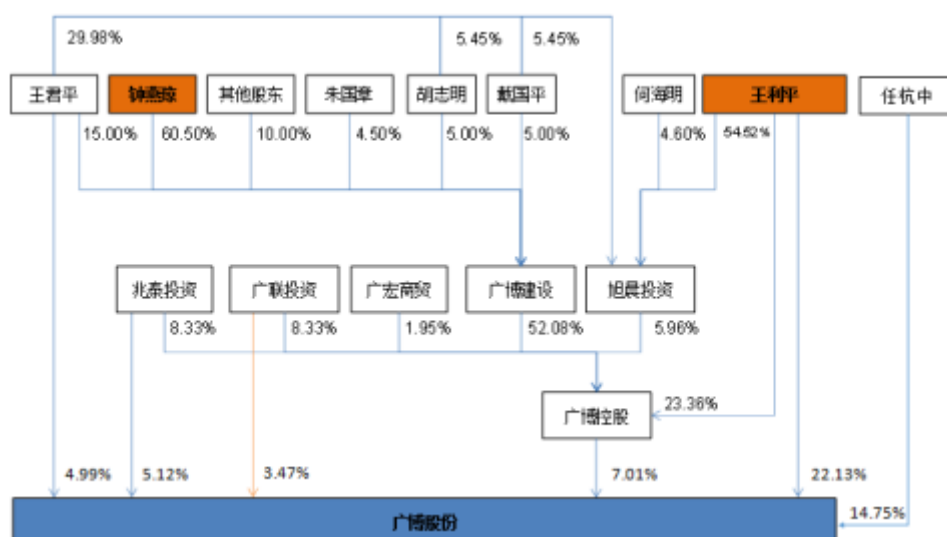 29.98% 5.45% 5.45%
王君平 钟燕琼 其他股东 朱国章 胡志明 戴国平 何海明 王利平 任杭中
15.00% 60.50% 10.00% 4.50% 5.00% 5.00% 4.60% 54.52%
兆泰投资 广联投资 广宏商贸 广博建设 旭晨投资
8.33% 8.33% 1.95% 52.08% 5.96%
广博控股 23.36%
4.99% 5.12% 3.47% 7.01% 22.13%
广博股份 14.75%